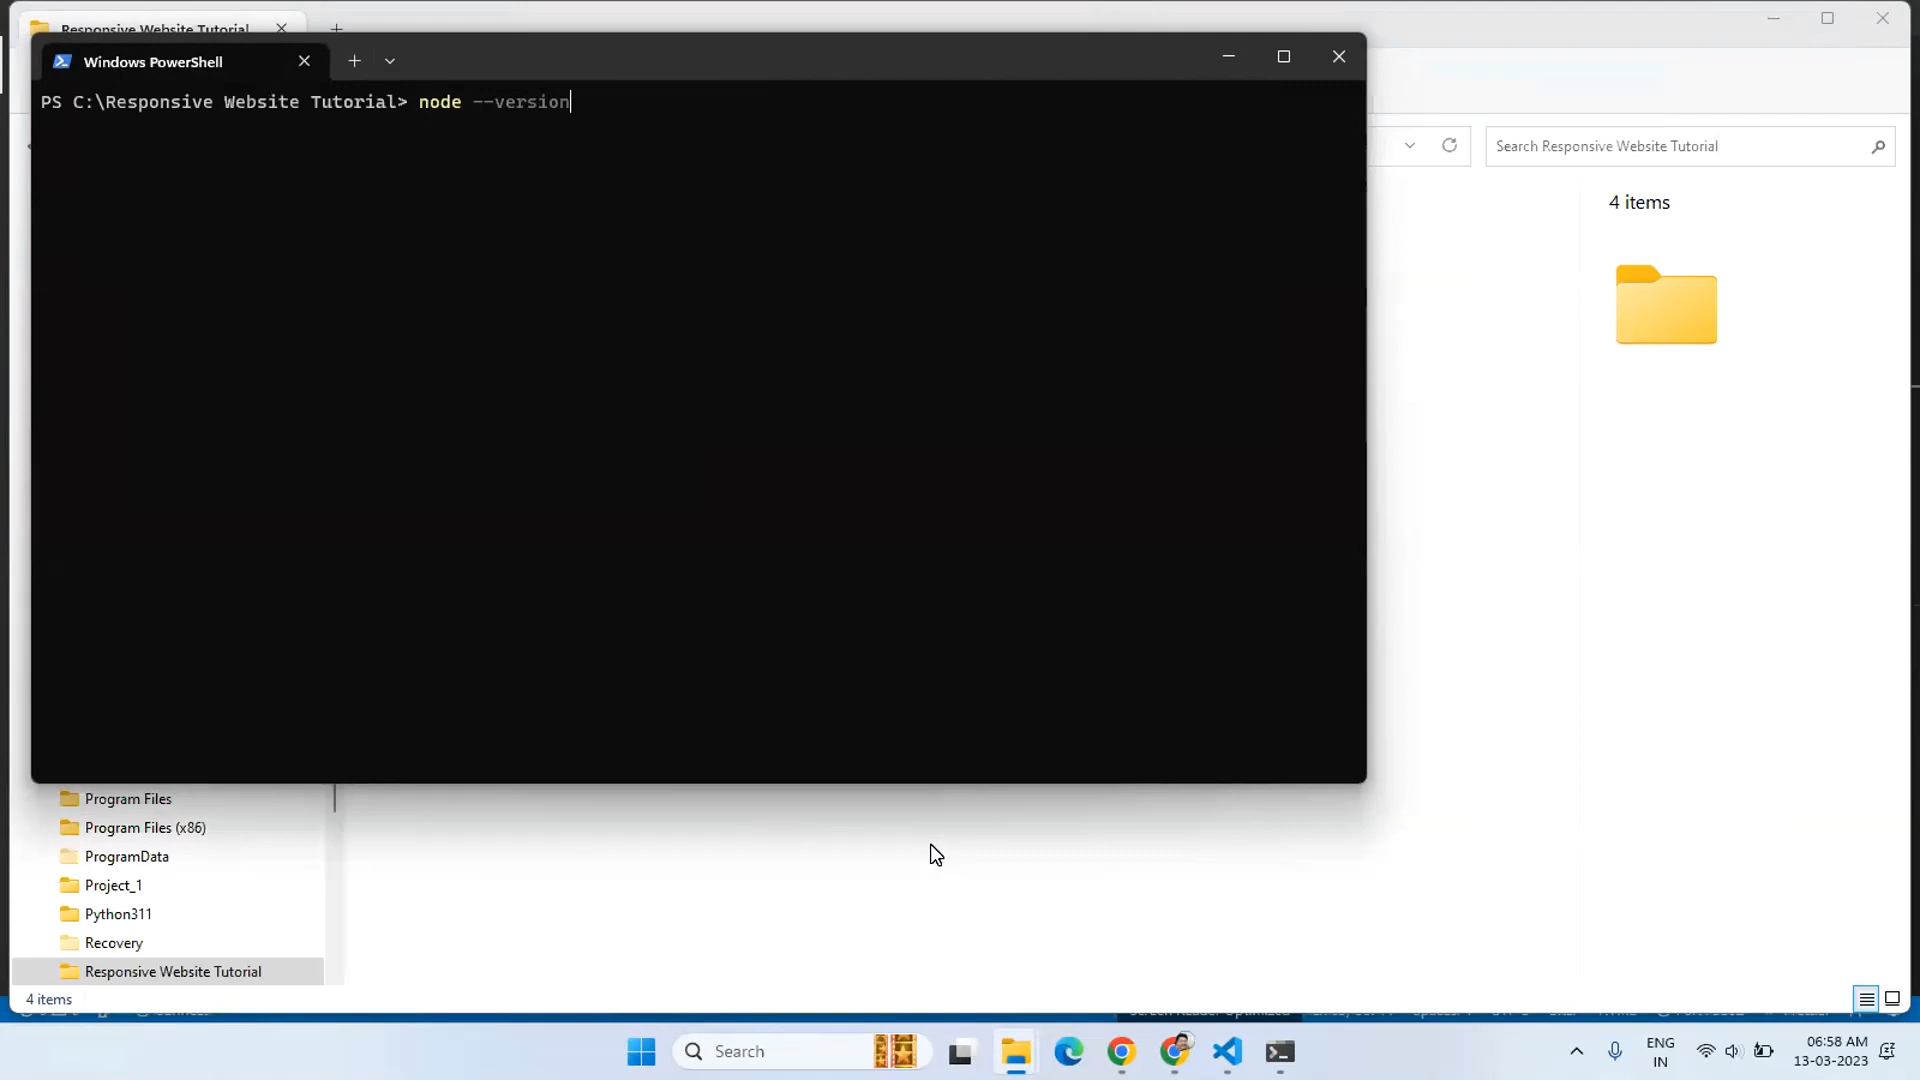 Responsive Website Tutorial
Windows PowerShell
PS C:\Responsive Website Tutorial> node --version
Search Responsive Website Tutorial
4 items
Program Files
Program Files (x86)
ProgramData
Project_1
Python311
Recovery
Responsive Website Tutorial
4 items
Search
ENG
IN
06:58 AM
13-03-2023